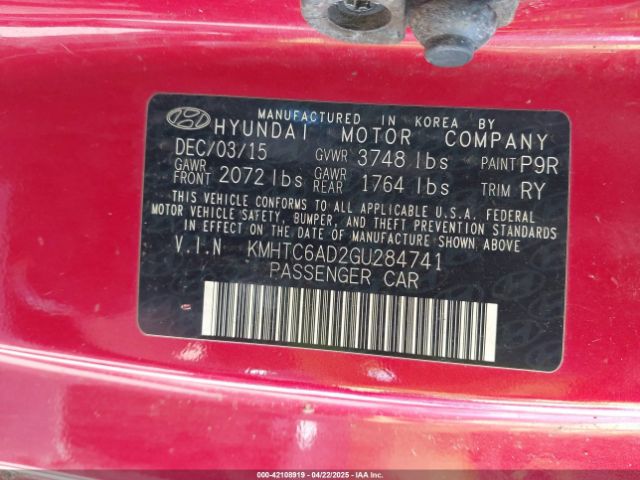 MANUFACTURED IN KOREA BY
HYUNDAI MOTOR COMPANY
DEC/03/15 GVWR 3748 lbs PAINT P9R
GAWR FRONT 2072 lbs GAWR REAR 1764 lbs TRIM RY
THIS VEHICLE CONFORMS TO ALL APPLICABLE U.S.A. FEDERAL
MOTOR VEHICLE SAFETY, BUMPER, AND THEFT PREVENTION STANDARDS
IN EFFECT ON THE DATE OF MANUFACTURE SHOWN ABOVE.
V.I.N KMHTC6AD2GU284741
PASSENGER CAR
000-42108919 - 04/22/2025 - COPYRIGHT IAA, LLC.